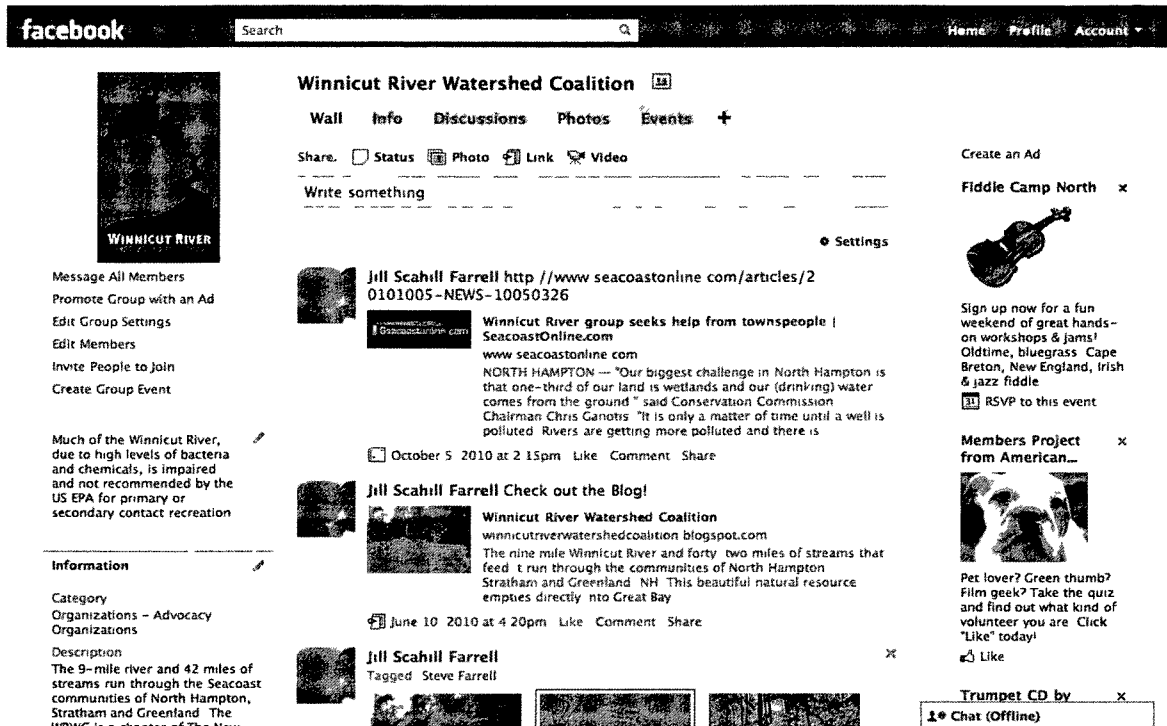 facebook
Search
Home Profile Account
WINNICUT RIVER
Message All Members
Promote Group with an Ad
Edit Group Settings
Edit Members
Invite People to Join
Create Group Event
Much of the Winnicut River,
due to high levels of bacteria
and chemicals, is impaired
and not recommended by the
US EPA for primary or
secondary contact recreation
Information
Category
Organizations - Advocacy
Organizations
Description
The 9-mile river and 42 miles of
streams run through the Seacoast
communities of North Hampton,
Stratham and Greenland The
is a chapter of The New
Winnicut River Watershed Coalition
Wall Info Discussions Photos Events +
Share. Status Photo Link Video
Write something
Settings
Jill Scahill Farrell http //www seacoastonline com/articles/2
0101005-NEWS-10050326
Seacoastonline com
Winnicut River group seeks help from townspeople |
SeacoastOnline.com
www seacoastonline com
NORTH HAMPTON — "Our biggest challenge in North Hampton is
that one-third of our land is wetlands and our (drinking) water
comes from the ground " said Conservation Commission
Chairman Chris Ganotis "It is only a matter of time until a well is
polluted Rivers are getting more polluted and there is
October 5 2010 at 2 15pm Like Comment Share
Jill Scahill Farrell Check out the Blog!
Winnicut River Watershed Coalition
winnicutriverwatershedcoalition blogspot.com
The nine mile Winnicut River and forty two miles of streams that
feed t run through the communities of North Hampton
Stratham and Greenland NH This beautiful natural resource
empties directly nto Great Bay
June 10 2010 at 4 20pm Like Comment Share
Jill Scahill Farrell
Tagged Steve Farrell
Create an Ad
Fiddle Camp North x
Sign up now for a fun
weekend of great hands-
on workshops & jams!
Oldtime, bluegrass Cape
Breton, New England, Irish
& jazz fiddle
31 RSVP to this event
Members Project x
from American...
Pet lover? Green thumb?
Film geek? Take the quiz
and find out what kind of
volunteer you are Click
"Like" today!
Like
Trumpet CD by x
Chat (Offline)